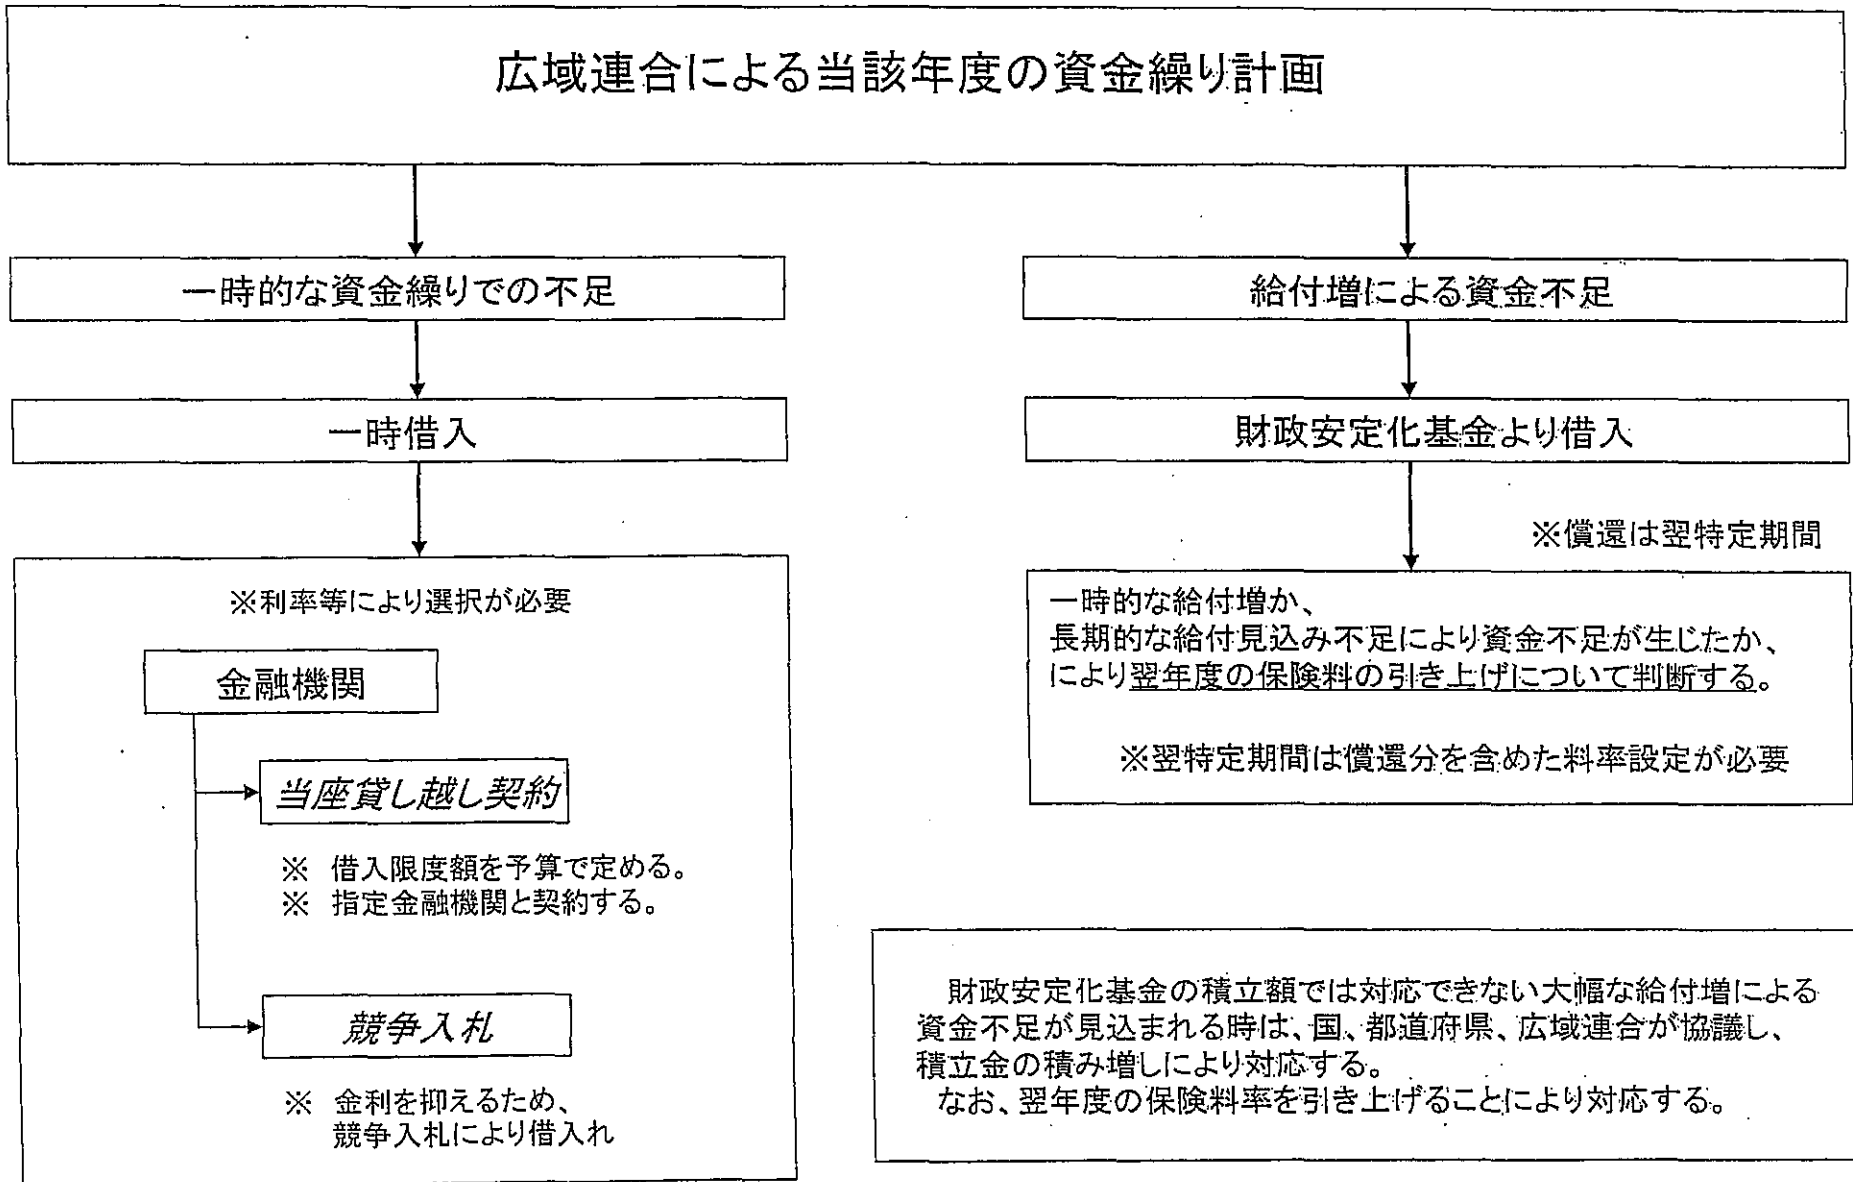 広域連合による当該年度の資金繰り計画
一時的な資金繰りでの不足
一時借入
※利率等により選択が必要
金融機関
当座貸し越し契約
※ 借入限度額を予算で定める。
※ 指定金融機関と契約する。
競争入札
※ 金利を抑えるため、
競争入札により借入れ
給付増による資金不足
財政安定化基金より借入
※償還は翌特定期間
一時的な給付増か、
長期的な給付見込み不足により資金不足が生じたか、
により翌年度の保険料の引き上げについて判断する。
※翌特定期間は償還分を含めた料率設定が必要
財政安定化基金の積立額では対応できない大幅な給付増による
資金不足が見込まれる時は、国、都道府県、広域連合が協議し、
積立金の積み増しにより対応する。
なお、翌年度の保険料率を引き上げることにより対応する。